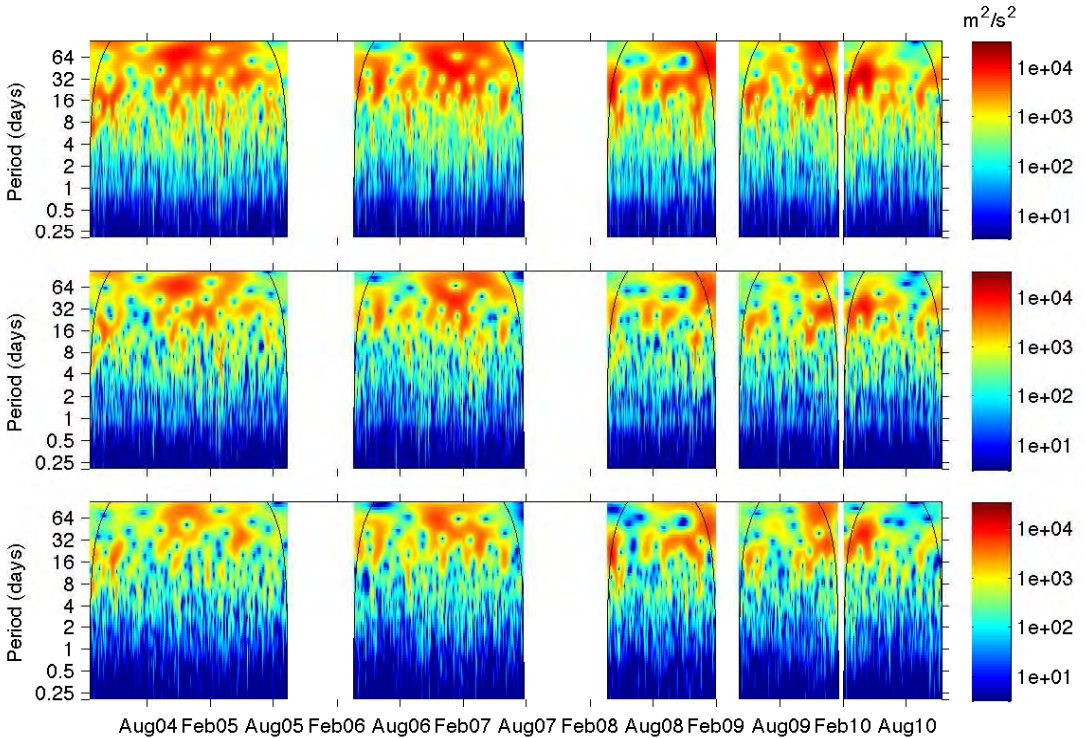 m²/s²
64
32
16
8
4
2
1
0.5
0.25
Period (days)
1e+04
1e+03
1e+02
1e+01
64
32
16
8
4
2
1
0.5
0.25
Period (days)
1e+04
1e+03
1e+02
1e+01
64
32
16
8
4
2
1
0.5
0.25
Period (days)
1e+04
1e+03
1e+02
1e+01
Aug04 Feb05 Aug05 Feb06 Aug06 Feb07 Aug07 Feb08 Aug08 Feb09 Aug09 Feb10 Aug10